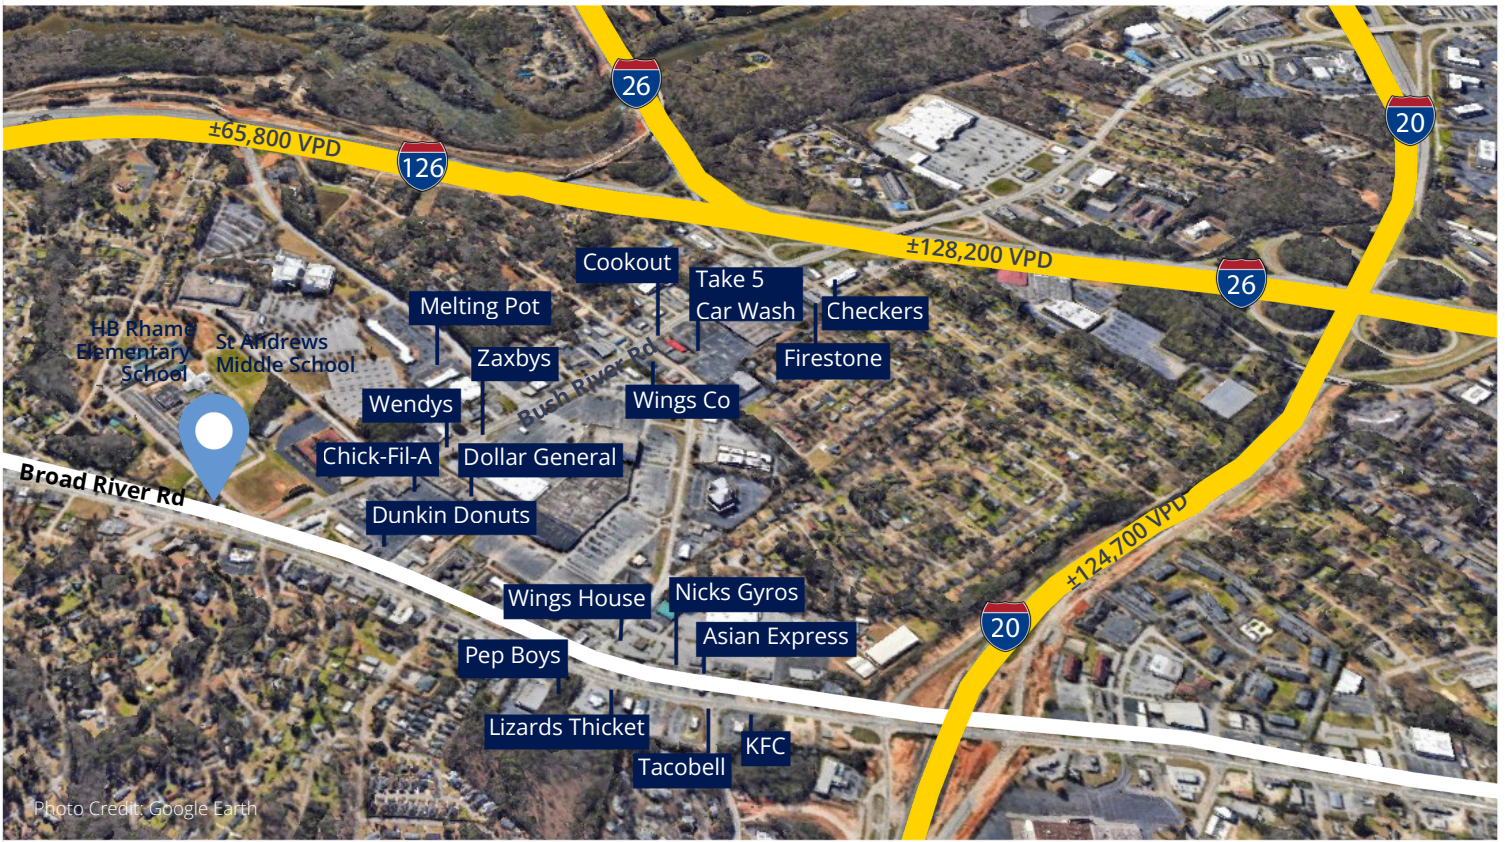 26
20
±65,800 VPD
126
±128,200 VPD
26
Cookout
Take 5
Car Wash
Checkers
Melting Pot
HB Rhame
Elementary
School
St Andrews
Middle School
Zaxbys
Bush River Rd
Firestone
Wendys
Wings Co
Chick-Fil-A
Dollar General
Broad River Rd
Dunkin Donuts
±124,700 VPD
Wings House
Nicks Gyros
20
Asian Express
Pep Boys
Lizards Thicket
KFC
Tacobell
Photo Credit: Google Earth